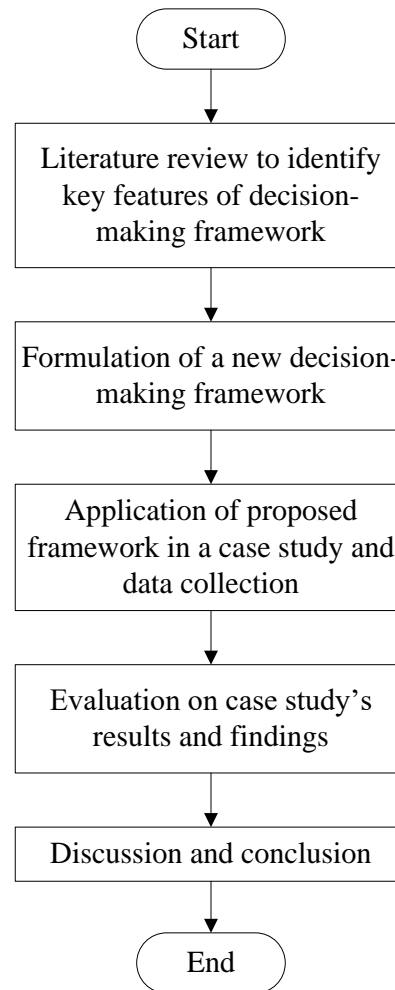 Start
Literature review to identify
key features of decision-
making framework
Formulation of a new decision-
making framework
Application of proposed
framework in a case study and
data collection
Evaluation on case study’s
results and findings
Discussion and conclusion
End